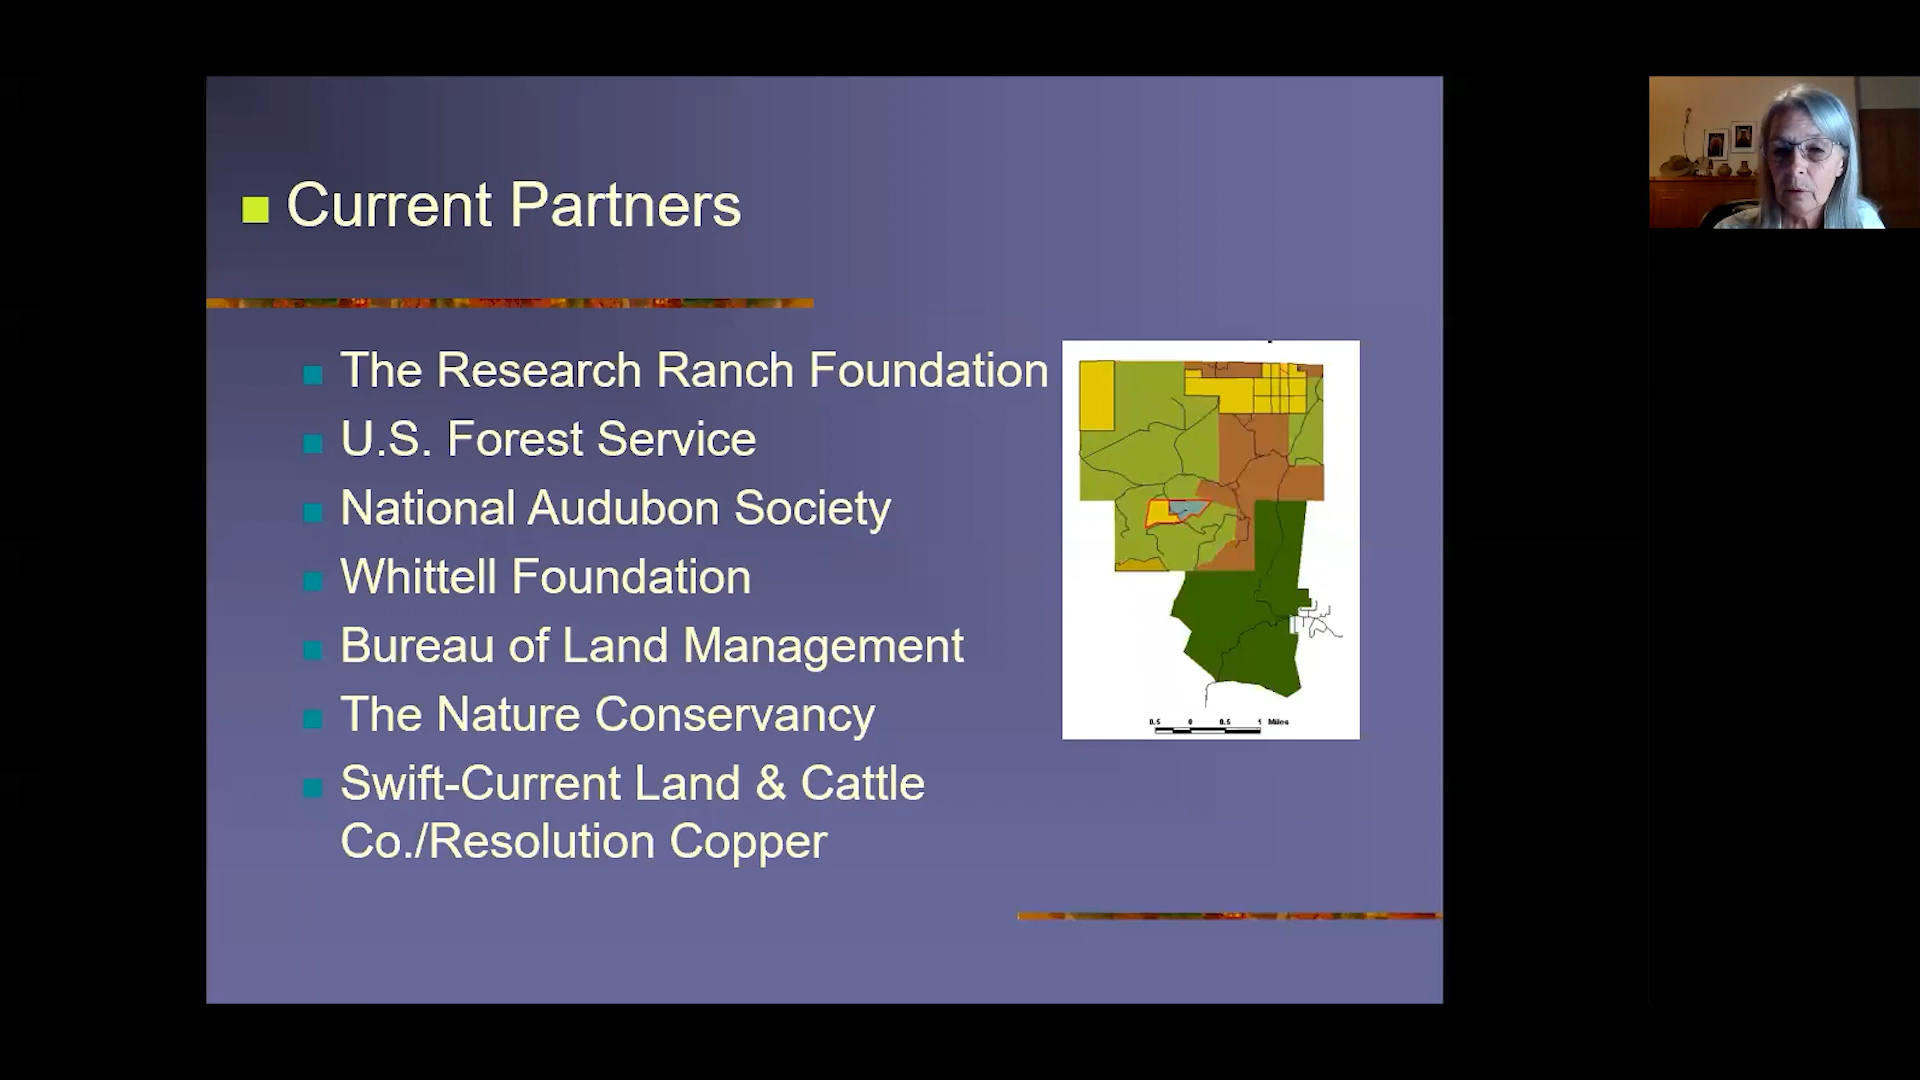 Current Partners
The Research Ranch Foundation
U.S. Forest Service
National Audubon Society
Whittell Foundation
Bureau of Land Management
The Nature Conservancy
Swift-Current Land & Cattle
Co./Resolution Copper
0.5 0 0.5 1 Miles